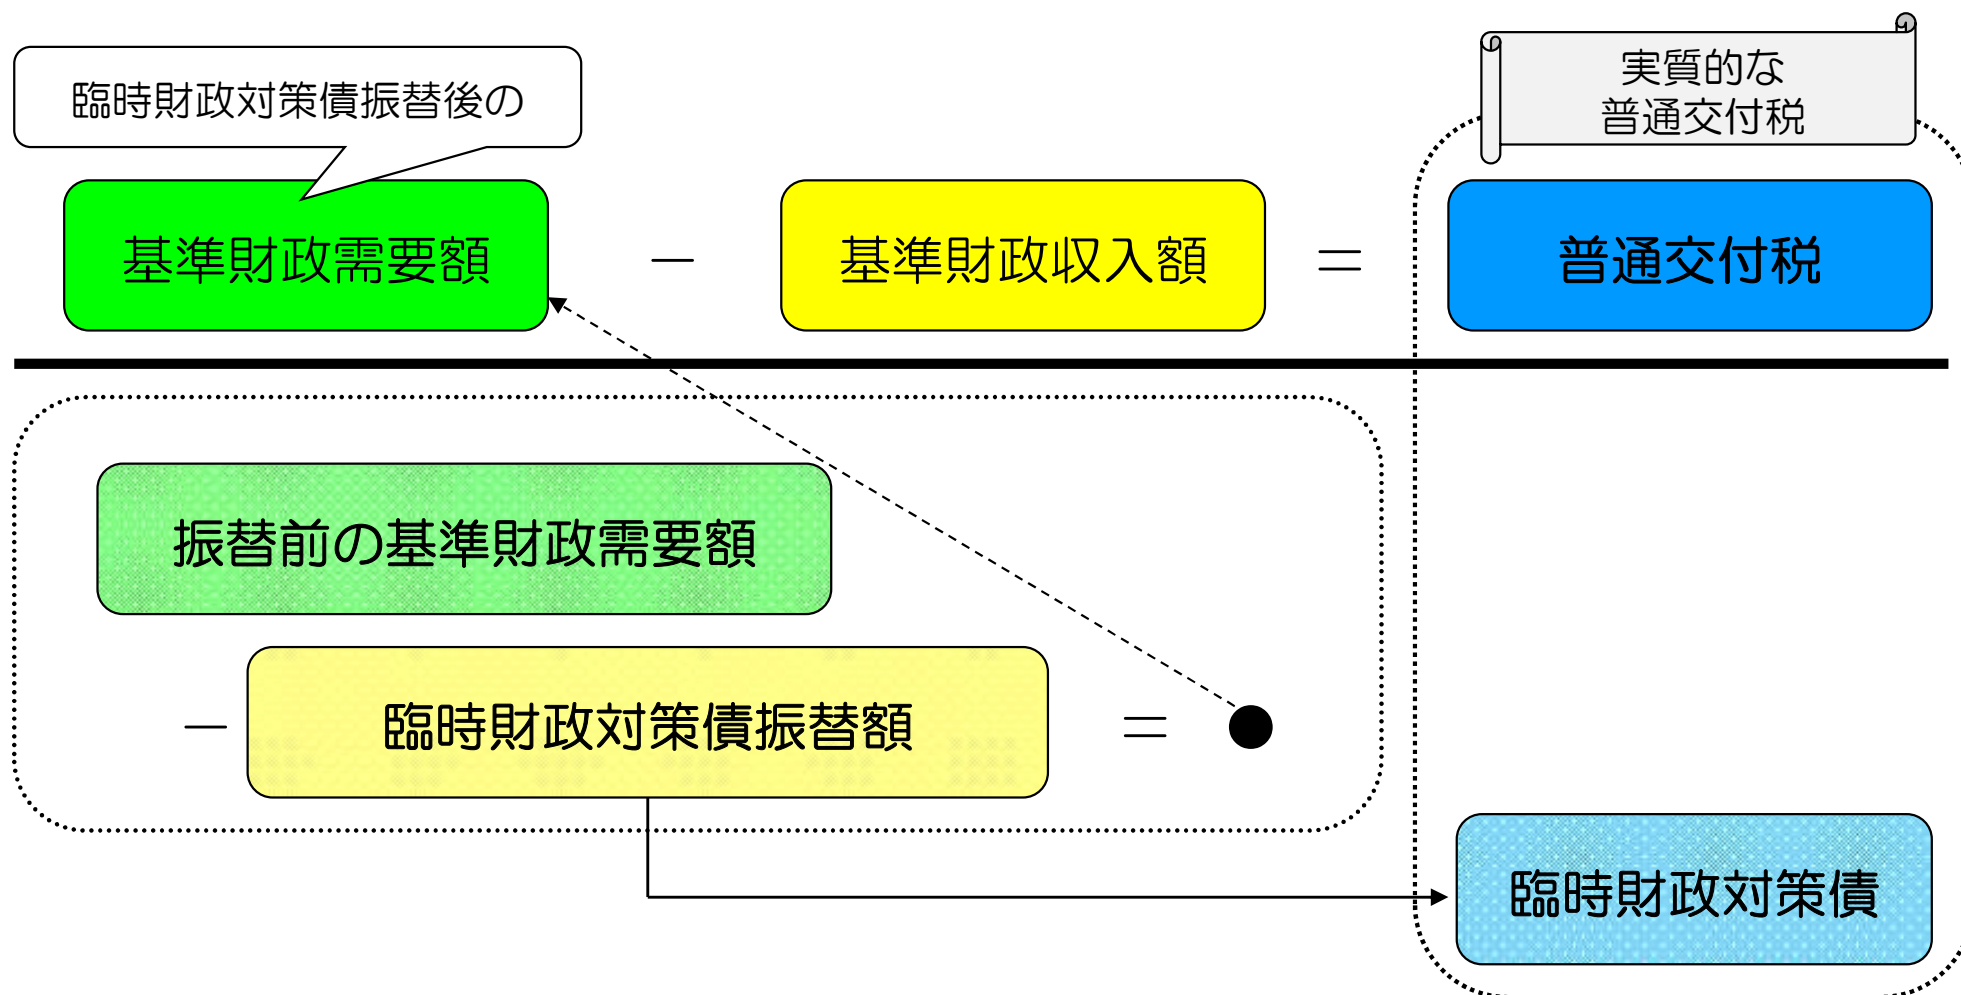 臨時財政対策債振替後の
実質的な
普通交付税
基準財政需要額
－
基準財政収入額
＝
普通交付税
振替前の基準財政需要額
－
臨時財政対策債振替額
＝
臨時財政対策債